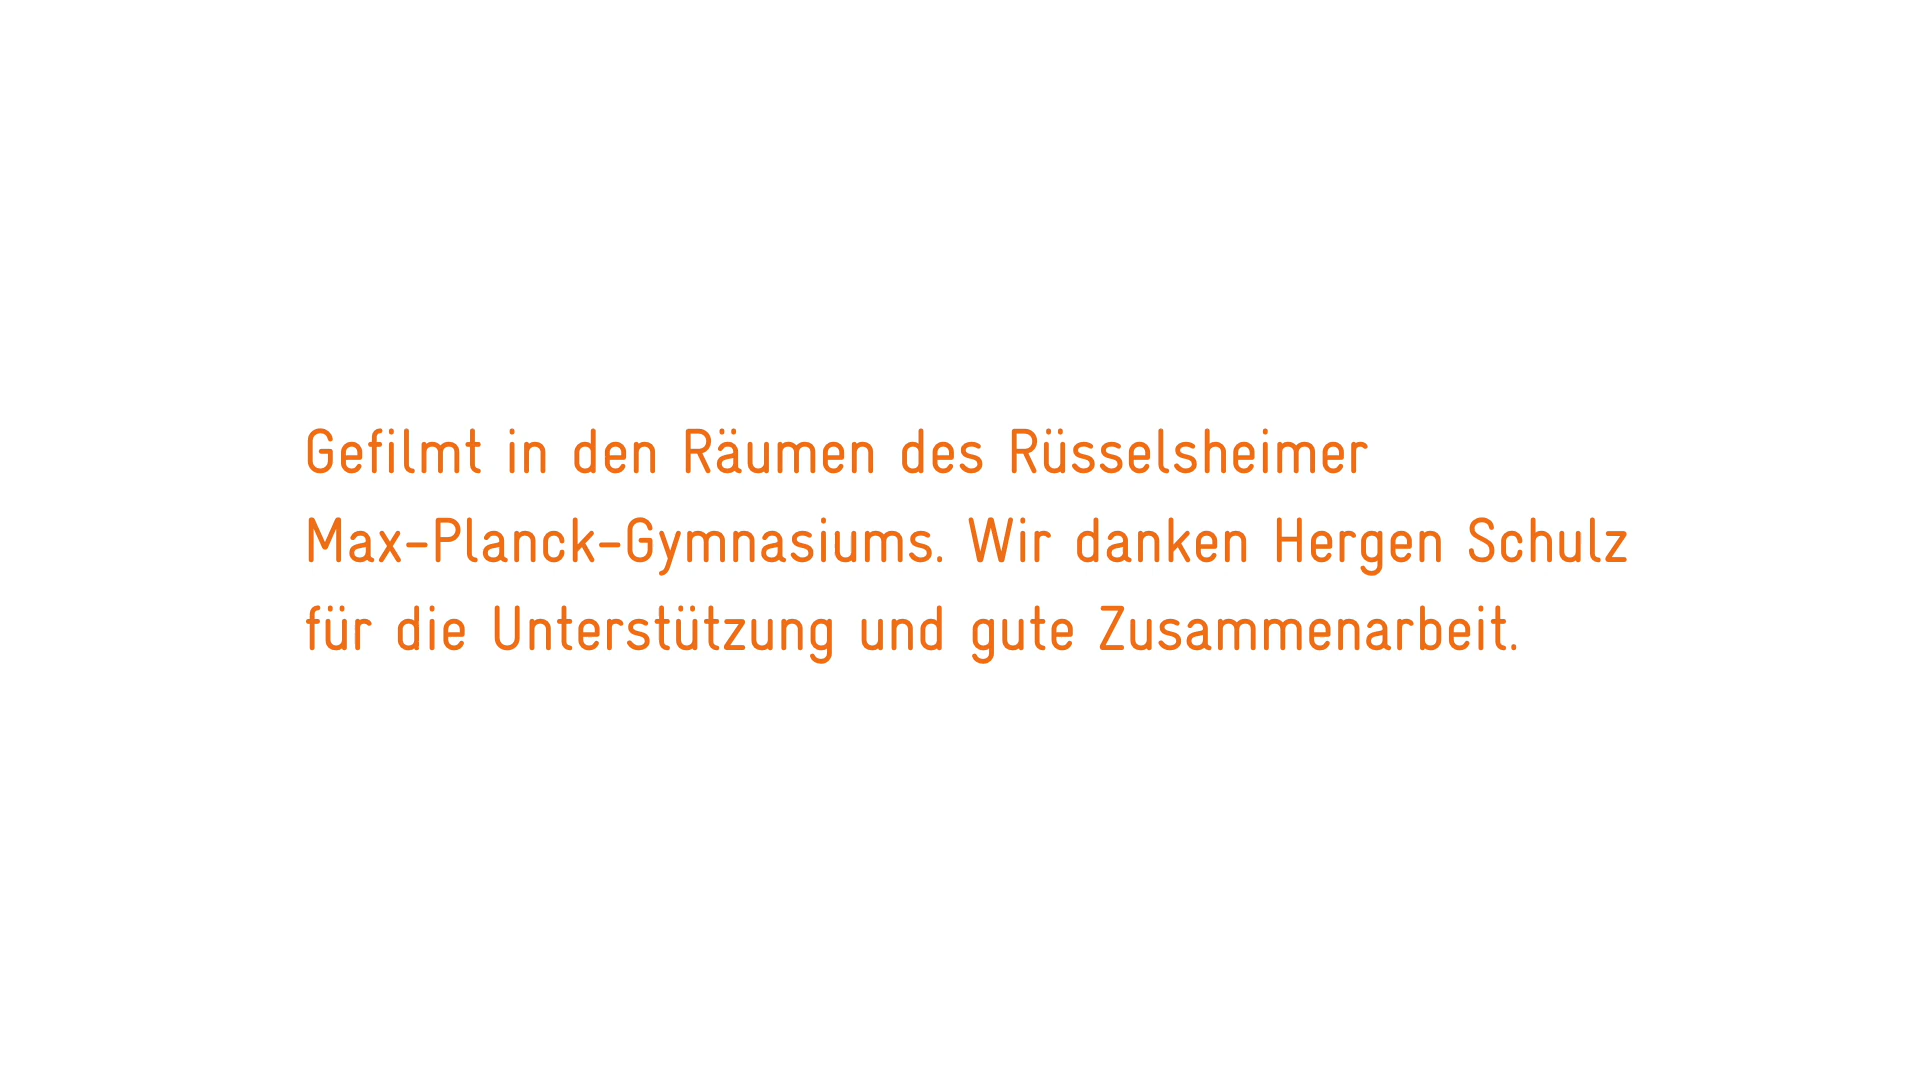 Gefilmt in den Räumen des Rüsselsheimer
Max-Planck-Gymnasiums. Wir danken Hergen Schulz
für die Unterstützung und gute Zusammenarbeit.